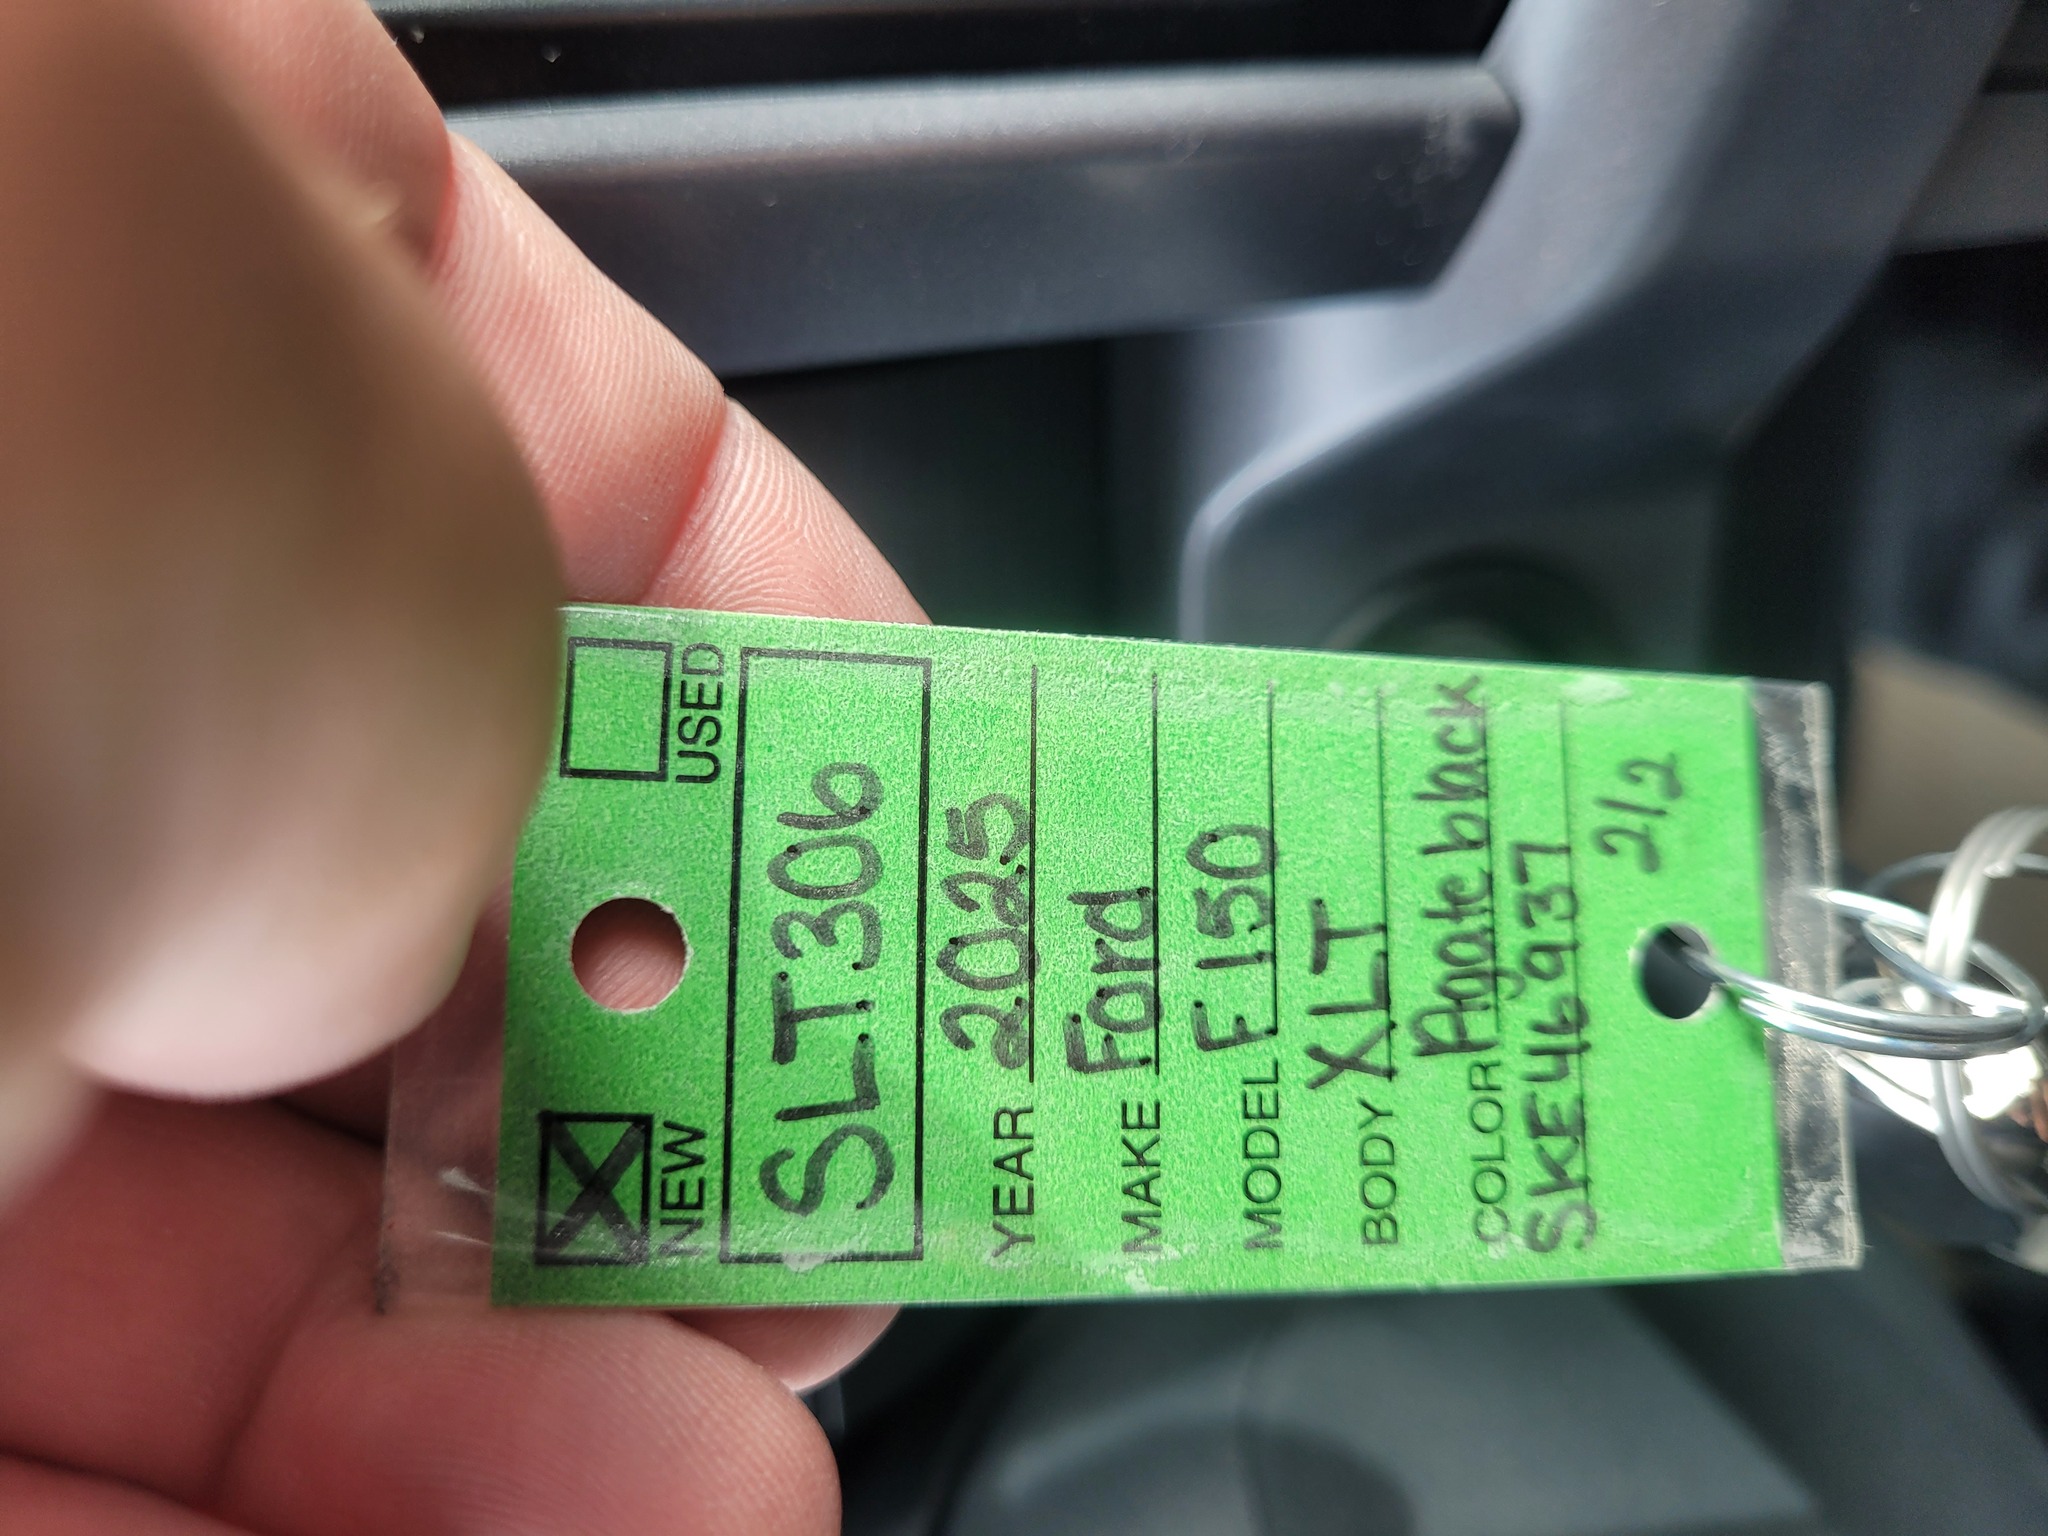 NEW USED
SLT306
YEAR 2025
MAKE Ford
MODEL F150
BODY XLT
COLOR Agate black
SKE46937
2/2